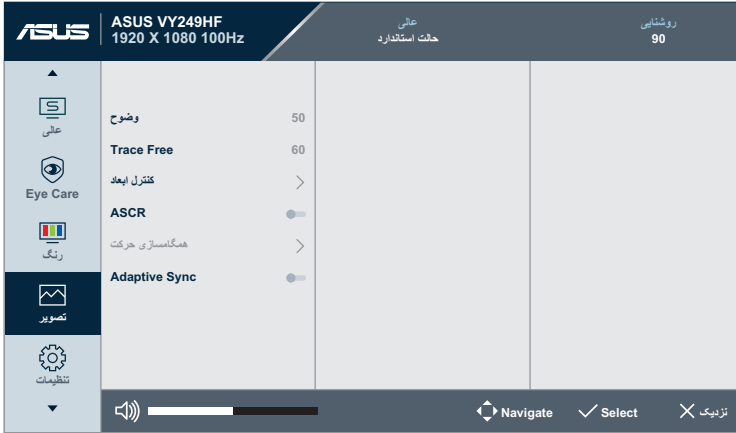 ASUS
ASUS VY249HF
1920 X 1080 100Hz
عالی
حالت استاندارد
روشنایی
90
عالی
Eye Care
رنگ
تصویر
تنظیمات
وضوح 50
Trace Free 60
کنترل ابعاد
ASCR
همگامسازی حرکت
Adaptive Sync
Navigate
Select
نزدیک